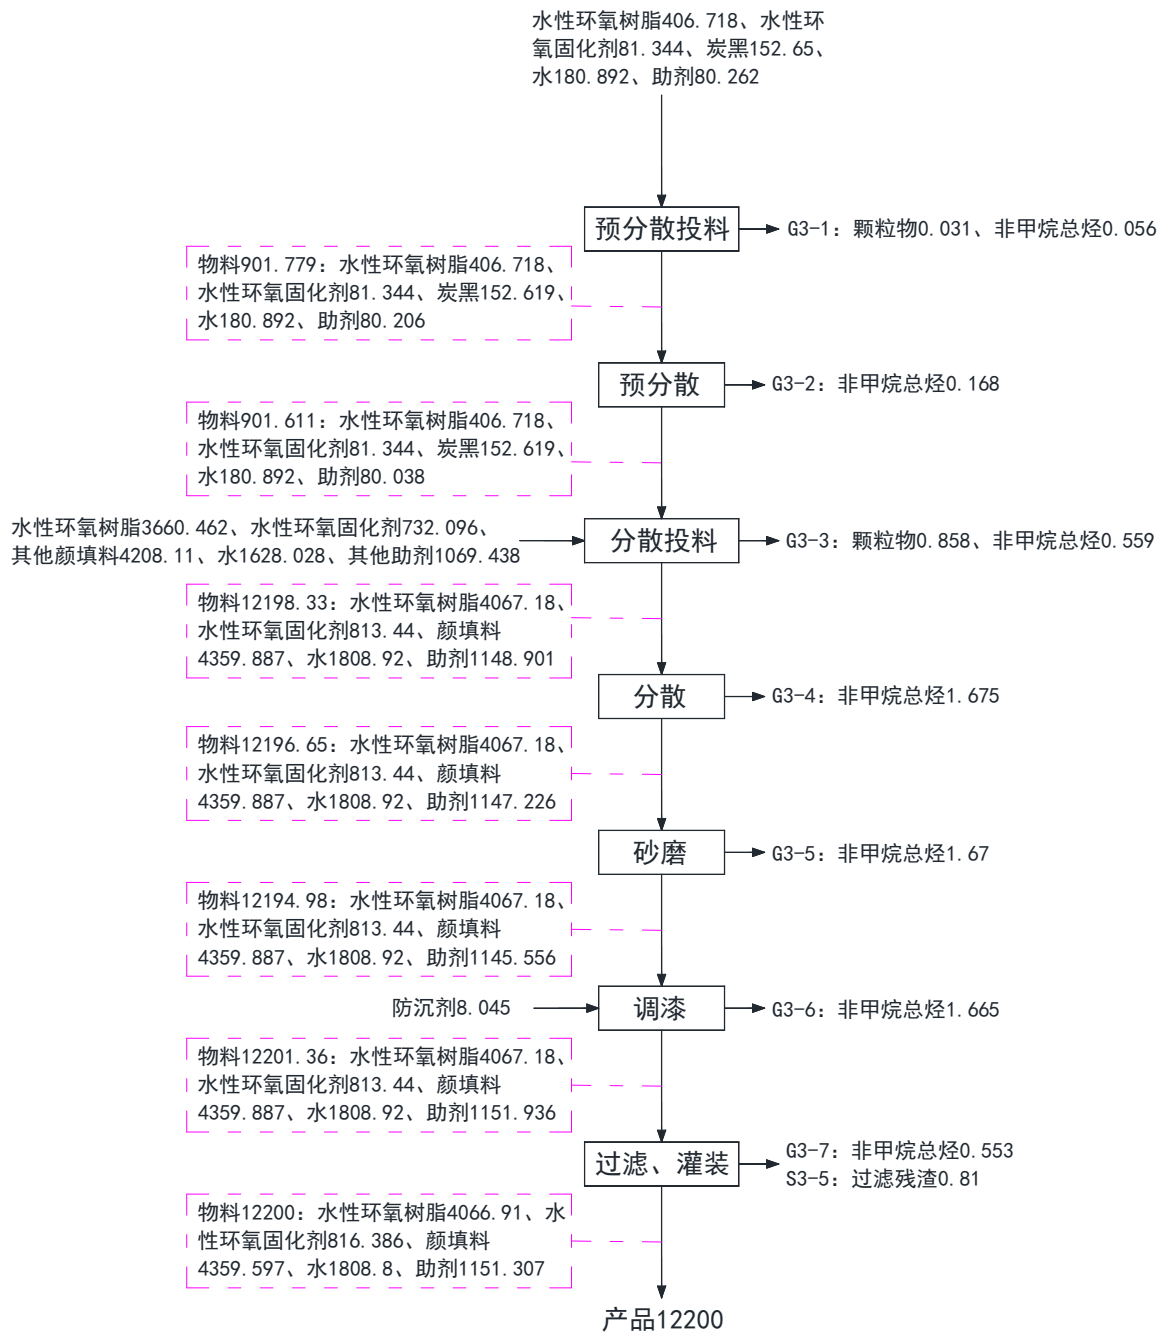 水性环氧树脂406.718、水性环
氧固化剂81.344、炭黑152.65、
水180.892、助剂80.262
预分散投料
G3-1：颗粒物0.031、非甲烷总烃0.056
物料901.779：水性环氧树脂406.718、
水性环氧固化剂81.344、炭黑152.619、
水180.892、助剂80.206
预分散
G3-2：非甲烷总烃0.168
物料901.611：水性环氧树脂406.718、
水性环氧固化剂81.344、炭黑152.619、
水180.892、助剂80.038
水性环氧树脂3660.462、水性环氧固化剂732.096、
其他颜填料4208.11、水1628.028、其他助剂1069.438
分散投料
G3-3：颗粒物0.858、非甲烷总烃0.559
物料12198.33：水性环氧树脂4067.18、
水性环氧固化剂813.44、颜填料
4359.887、水1808.92、助剂1148.901
分散
G3-4：非甲烷总烃1.675
物料12196.65：水性环氧树脂4067.18、
水性环氧固化剂813.44、颜填料
4359.887、水1808.92、助剂1147.226
砂磨
G3-5：非甲烷总烃1.67
物料12194.98：水性环氧树脂4067.18、
水性环氧固化剂813.44、颜填料
4359.887、水1808.92、助剂1145.556
防沉剂8.045
调漆
G3-6：非甲烷总烃1.665
物料12201.36：水性环氧树脂4067.18、
水性环氧固化剂813.44、颜填料
4359.887、水1808.92、助剂1151.936
过滤、灌装
G3-7：非甲烷总烃0.553
S3-5：过滤残渣0.81
物料12200：水性环氧树脂4066.91、水
性环氧固化剂816.386、颜填料
4359.597、水1808.8、助剂1151.307
产品12200